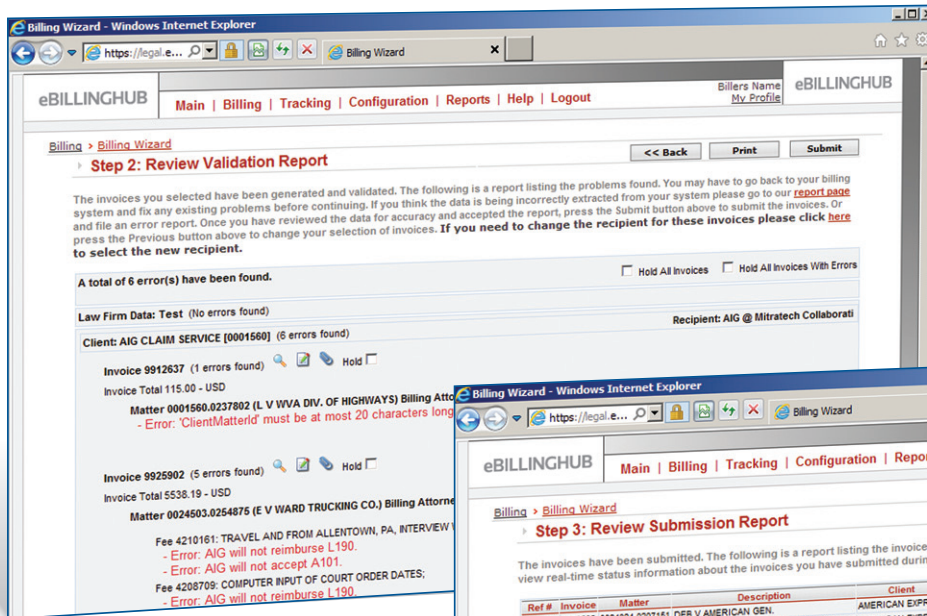 Billing Wizard - Windows Internet Explorer
https://legal.e... Billing Wizard
eBILLINGHUB
Main | Billing | Tracking | Configuration | Reports | Help | Logout
Billers Name
My Profile
eBILLINGHUB
Billing > Billing Wizard
Step 2: Review Validation Report
<< Back Print Submit
The invoices you selected have been generated and validated. The following is a report listing the problems found. You may have to go back to your billing
system and fix any existing problems before continuing. If you think the data is being incorrectly extracted from your system please go to our report page
and file an error report. Once you have reviewed the data for accuracy and accepted the report, press the Submit button above to submit the invoices. Or
press the Previous button above to change your selection of invoices. If you need to change the recipient for these invoices please click here
to select the new recipient.
A total of 6 error(s) have been found.
Hold All Invoices Hold All Invoices With Errors
Law Firm Data: Test (No errors found)
Client: AIG CLAIM SERVICE [0001560] (6 errors found)
Recipient: AIG @ Mitratech Collaborati
Invoice 9912637 (1 errors found) Hold
Invoice Total 115.00 - USD
Matter 0001560.0237802 (L V WVA DIV. OF HIGHWAYS) Billing Atto
- Error: 'ClientMatterId' must be at most 20 characters long
Invoice 9925902 (5 errors found) Hold
Invoice Total 5538.19 - USD
Matter 0024503.0254875 (E V WARD TRUCKING CO.) Billing Attorne
Fee 4210161: TRAVEL AND FROM ALLENTOWN, PA, INTERVIEW
- Error: AIG will not reimburse L190.
- Error: AIG will not accept A101.
Fee 4208709: COMPUTER INPUT OF COURT ORDER DATES;
- Error: AIG will not reimburse L190.
Billing Wizard - Windows Internet Explorer
https://legal.e... Billing Wizard
eBILLINGHUB
Main | Billing | Tracking | Configuration | Repor
Billing > Billing Wizard
Step 3: Review Submission Report
The invoices have been submitted. The following is a report listing the invoice
view real-time status information about the invoices you have submitted durin
Ref # Invoice Matter Description Client
DEB V AMERICAN GEN. AMERICAN EXPR